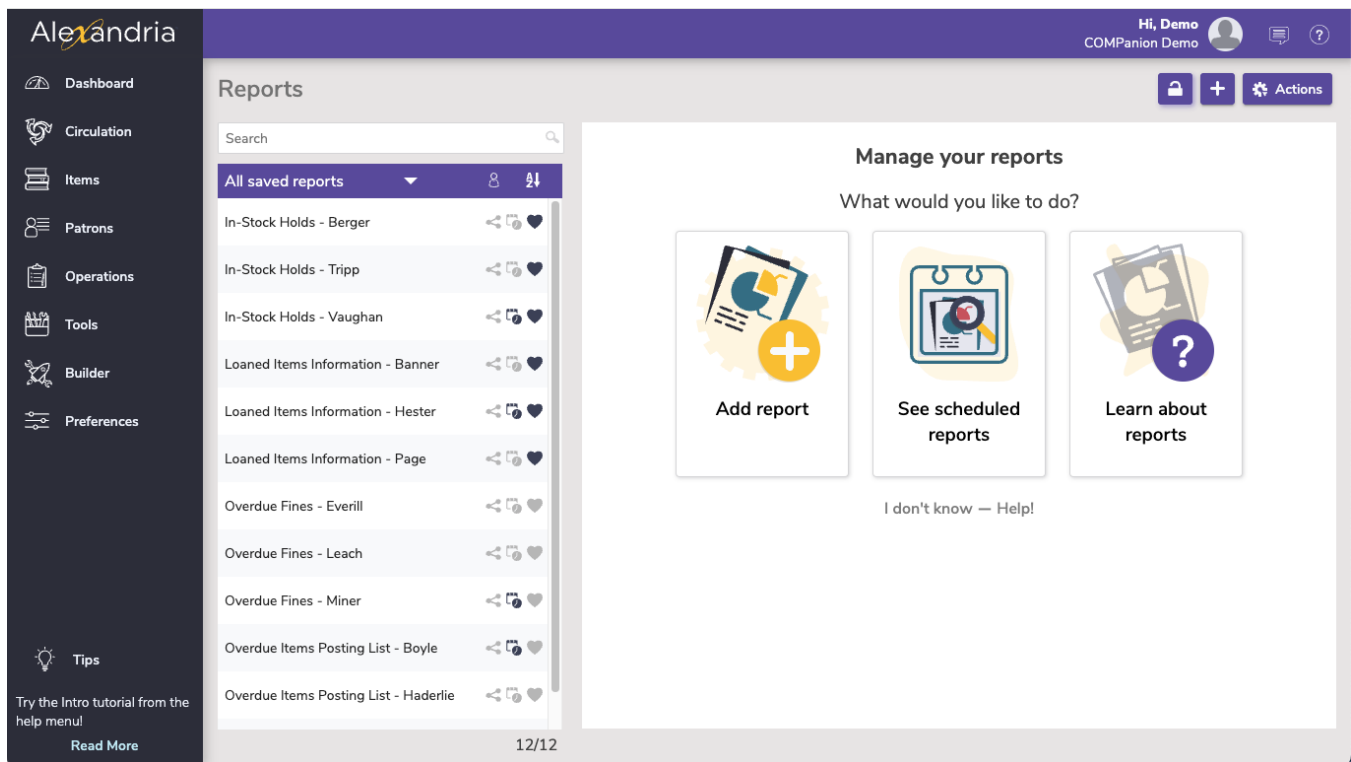 Alexandria
Hi, Demo
COMPanion Demo
?
Dashboard
Circulation
Items
Patrons
Operations
Tools
Builder
Preferences
Tips
Try the Intro tutorial from the
help menu!
Read More
Reports
+
Actions
Search
All saved reports
In-Stock Holds - Berger
In-Stock Holds - Tripp
In-Stock Holds - Vaughan
Loaned Items Information - Banner
Loaned Items Information - Hester
Loaned Items Information - Page
Overdue Fines - Everill
Overdue Fines - Leach
Overdue Fines - Miner
Overdue Items Posting List - Boyle
Overdue Items Posting List - Haderlie
12/12
Manage your reports
What would you like to do?
Add report
See scheduled
reports
?
Learn about
reports
I don't know — Help!